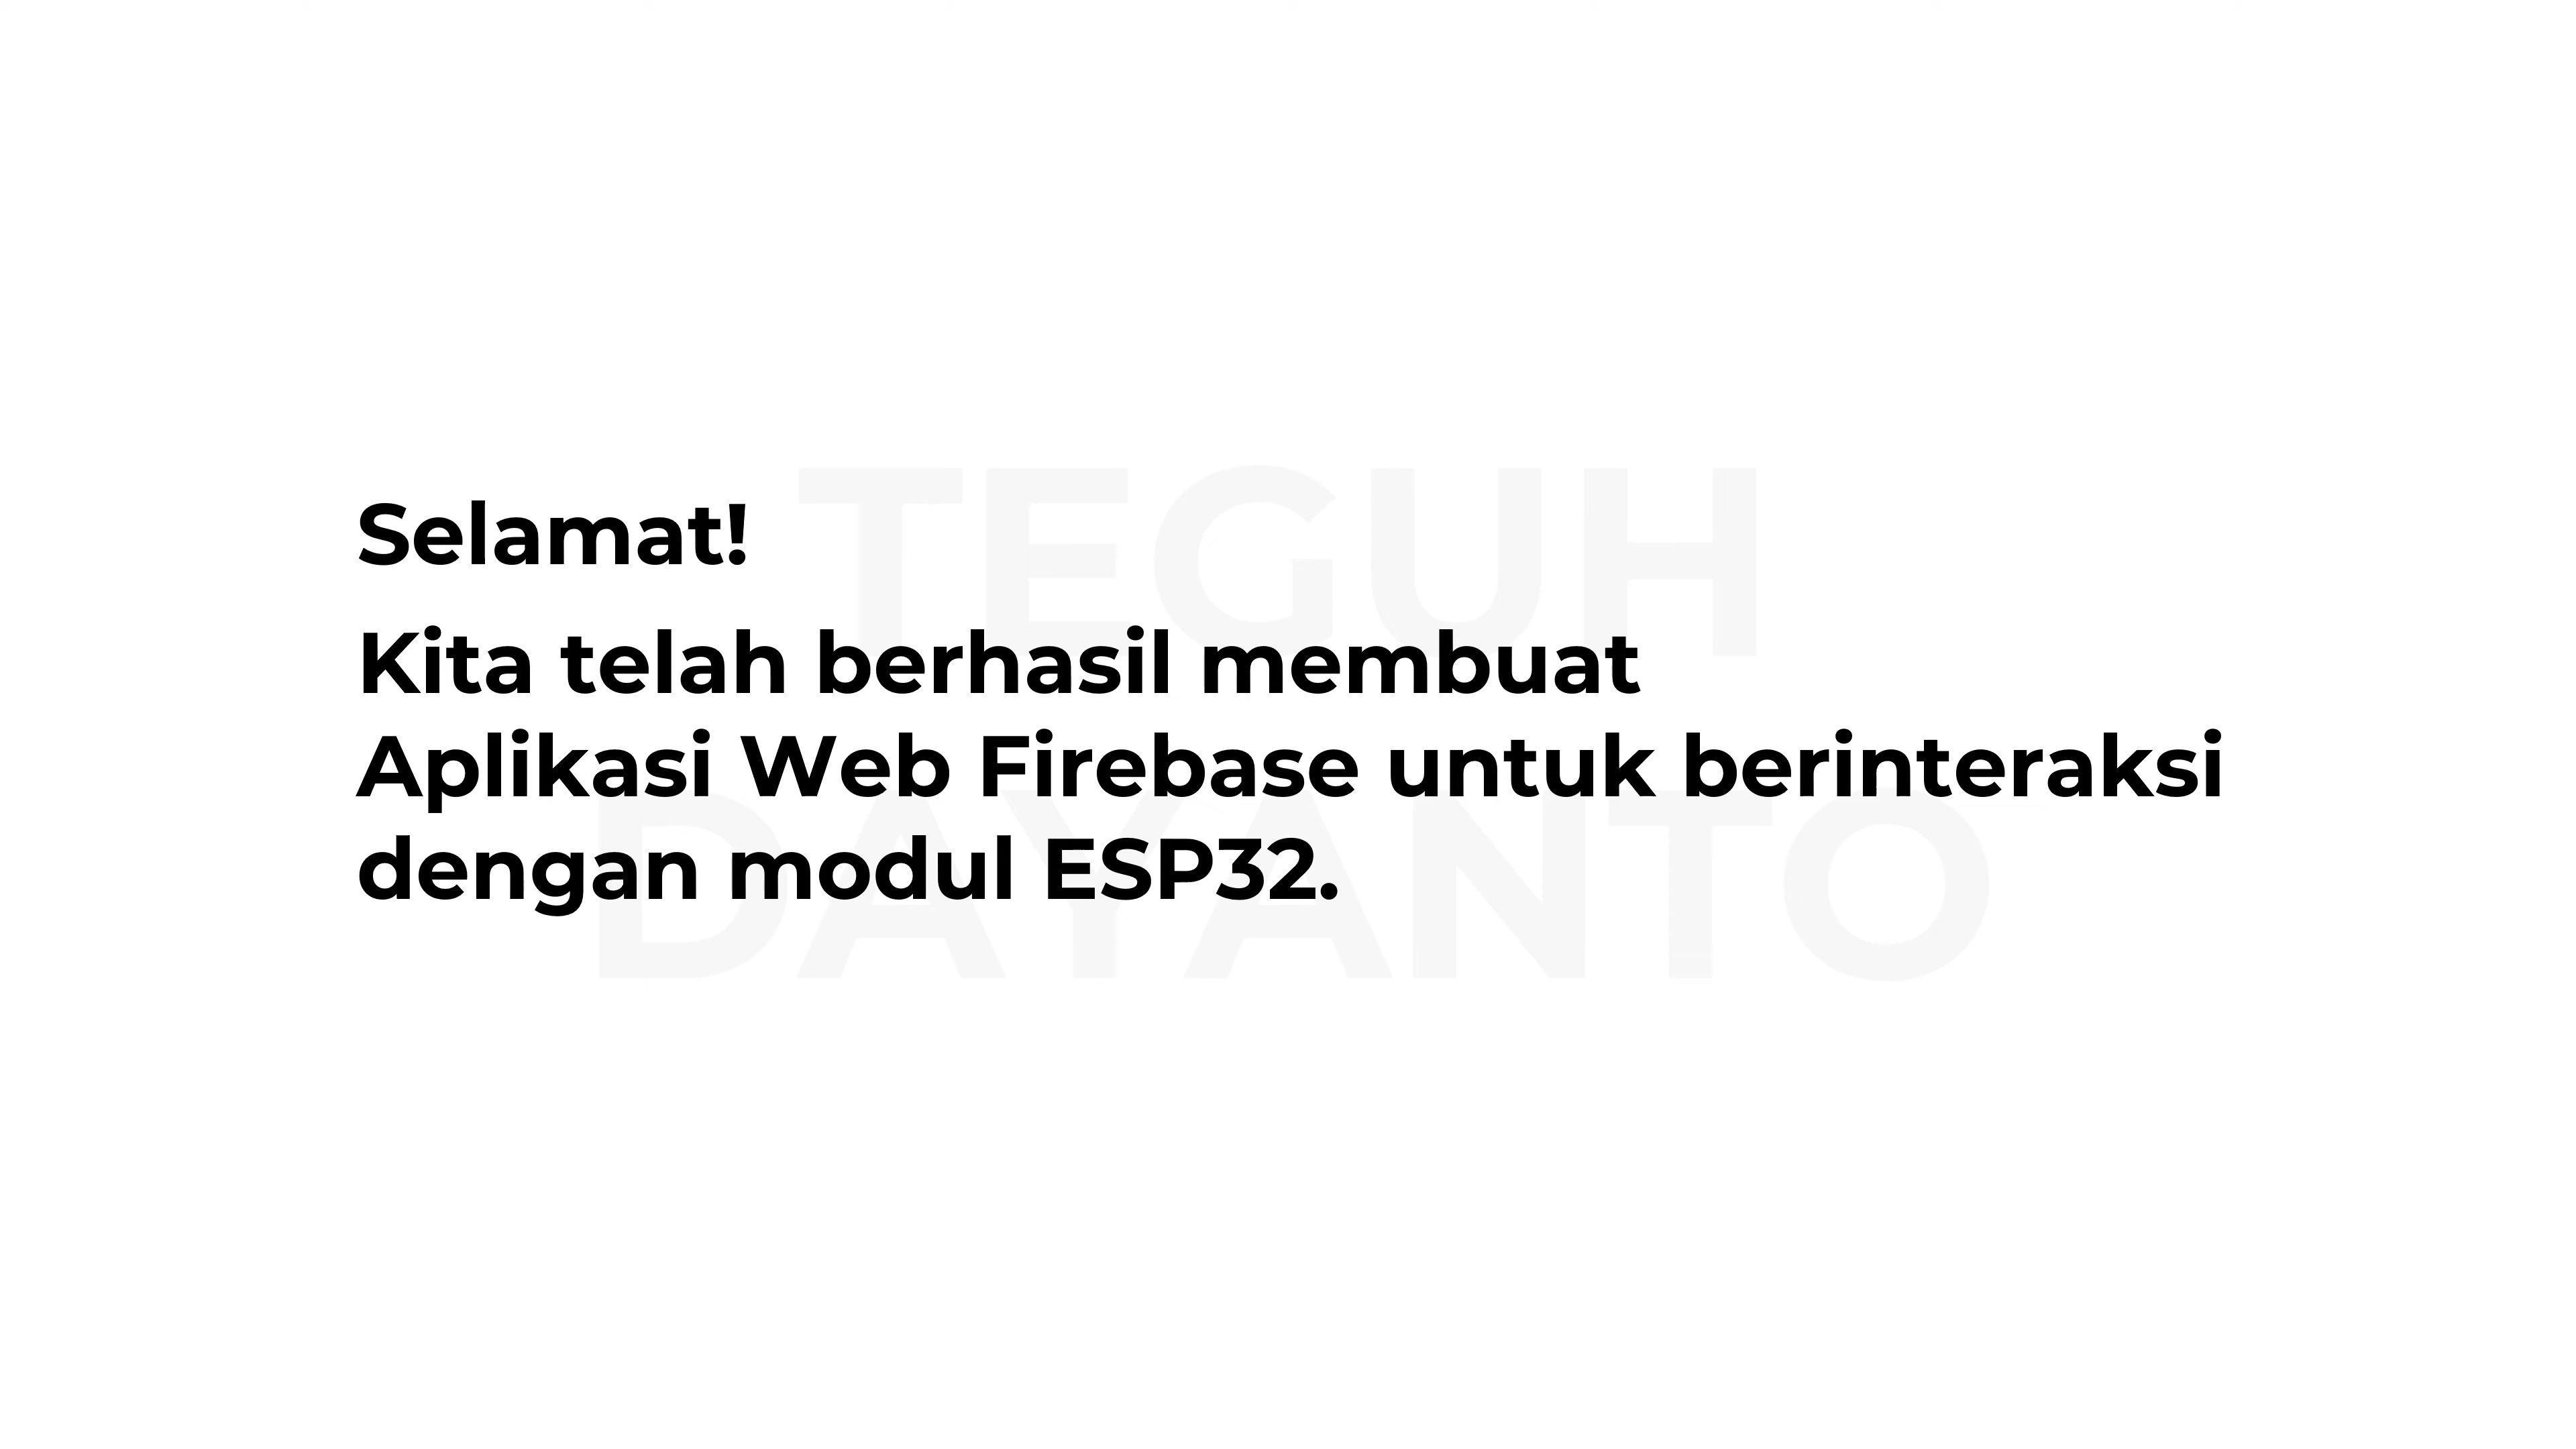 Selamat!
Kita telah berhasil membuat
Aplikasi Web Firebase untuk berinteraksi
dengan modul ESP32.
TEGUH
DAYANTO